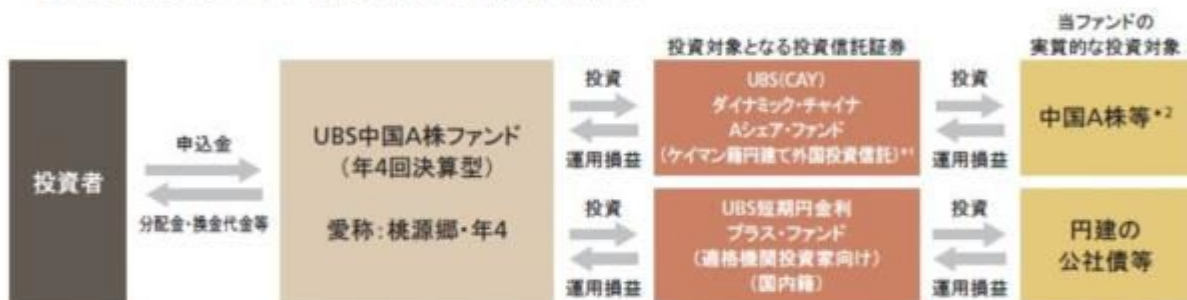 当ファンドの
実質的な投資対象
投資対象となる投資信託証券
投資者
申込金
分配金・換金代金等
UBS中国A株ファンド
(年4回決算型)
愛称:桃源郷・年4
投資
運用損益
UBS(CAY)
ダイナミック・チャイナ
Aシェア・ファンド
(ケイマン籍円建て外国投資信託)*1
投資
運用損益
中国A株等*2
投資
運用損益
UBS短期円金利
プラス・ファンド
(適格機関投資家向け)
(国内籍)
投資
運用損益
円建の
公社債等